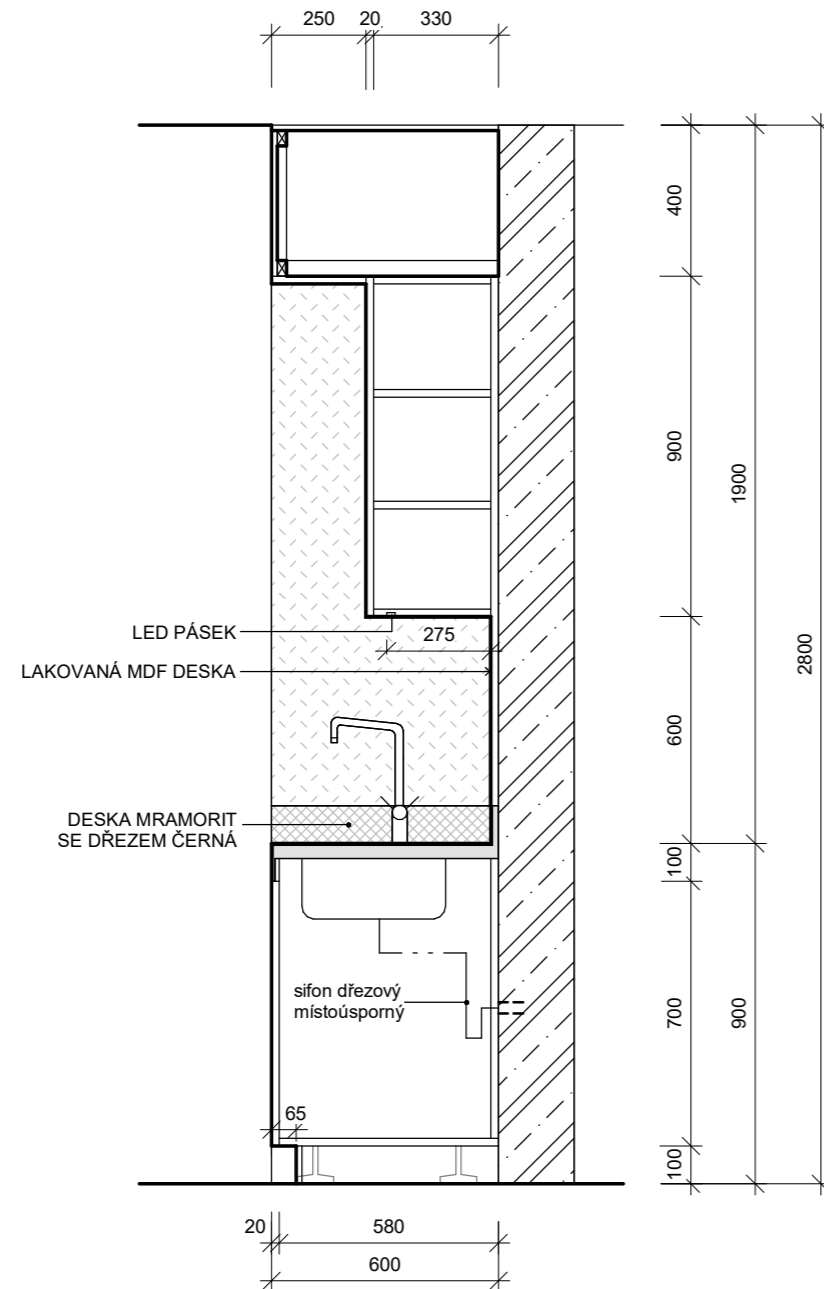 250 20 330
400
900
1900
LED PÁSEK
275
LAKOVANÁ MDF DESKA
2800
600
DESKA MRAMORIT
SE DŘEZEM ČERNÁ
100
sifon dřezový
místoúsporný
700
900
65
100
20 580
600